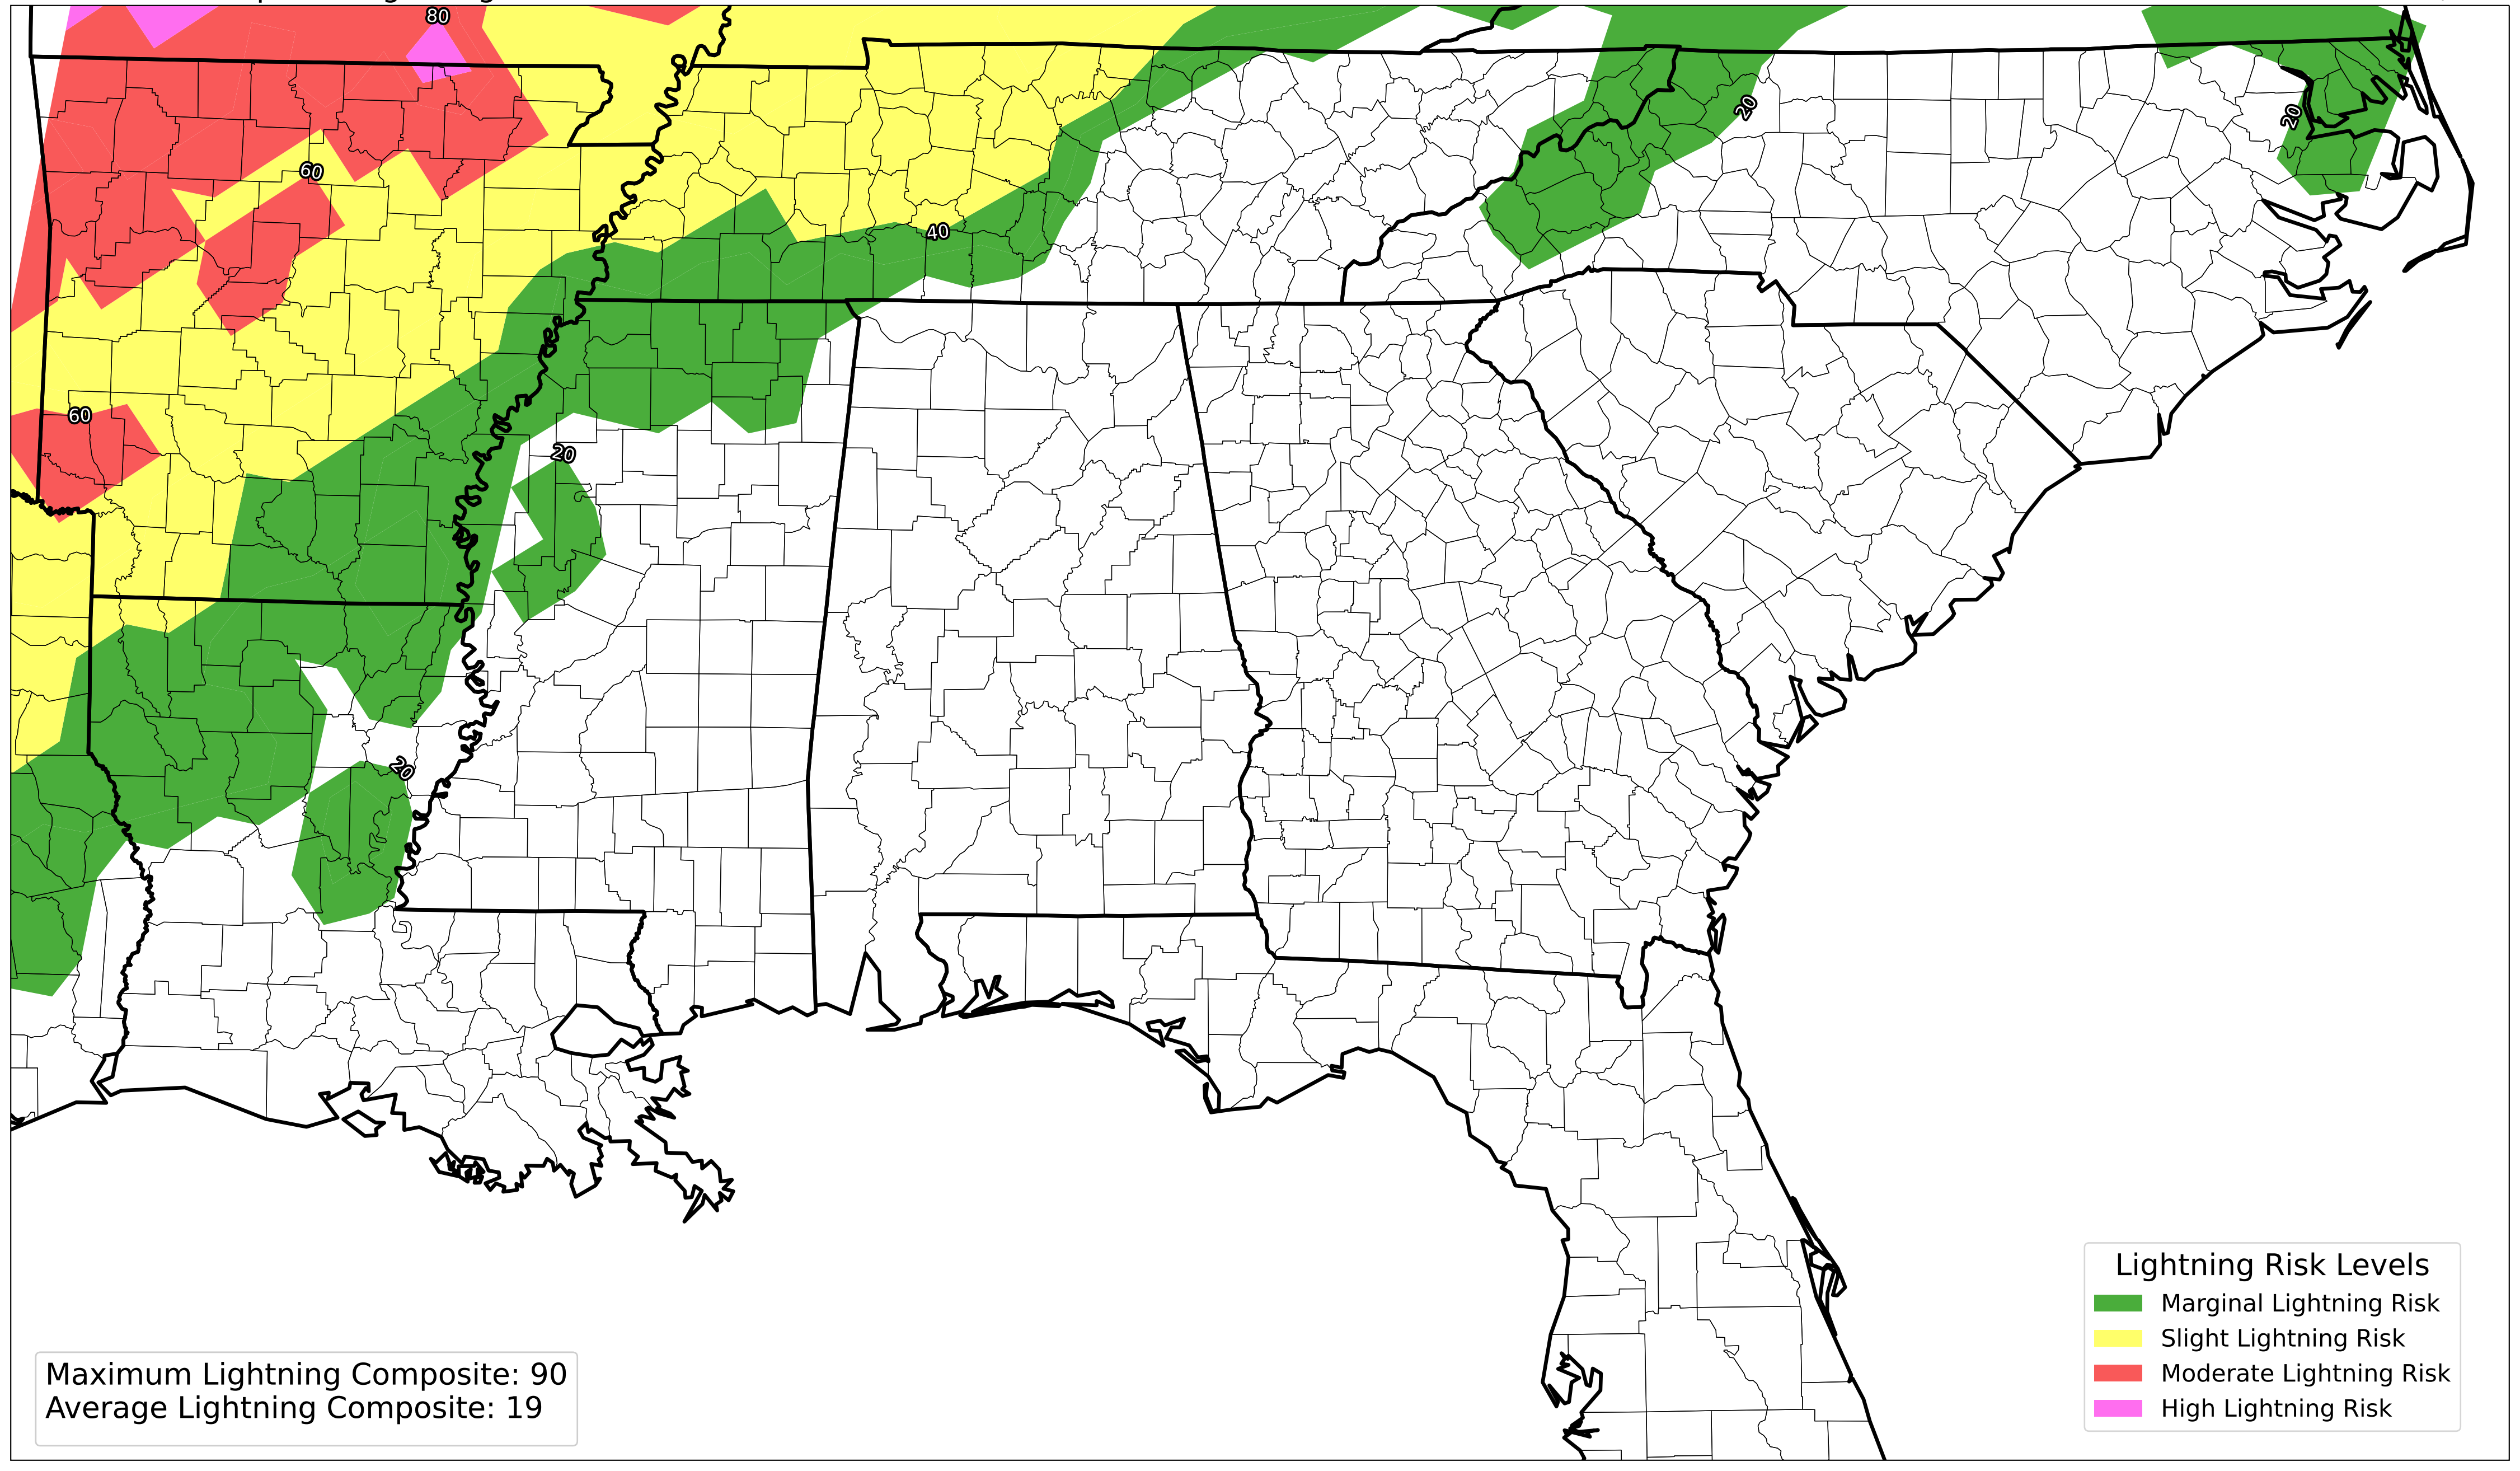 80
20
20
60
40
60
20
20
Lightning Risk Levels
Marginal Lightning Risk
Slight Lightning Risk
Moderate Lightning Risk
High Lightning Risk
Maximum Lightning Composite: 90
Average Lightning Composite: 19